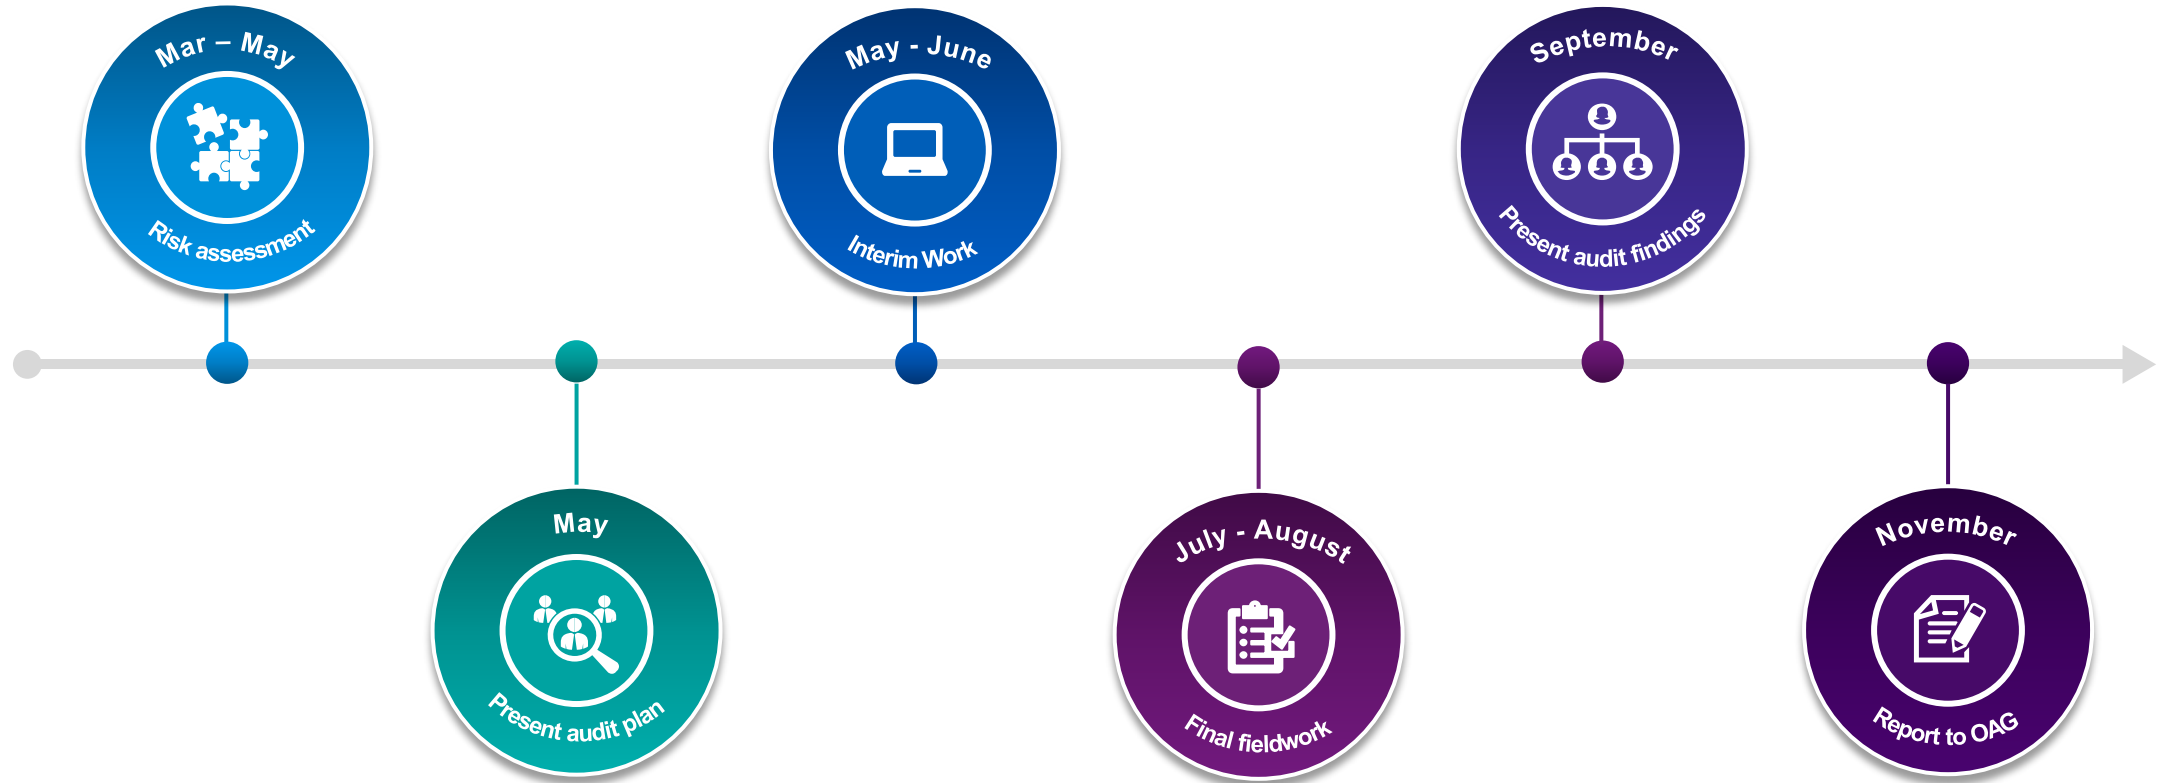 Mar – May
Risk assessment
May
Present audit plan
May - June
Interim Work
July - August
Final fieldwork
September
Present audit findings
November
Report to OAG